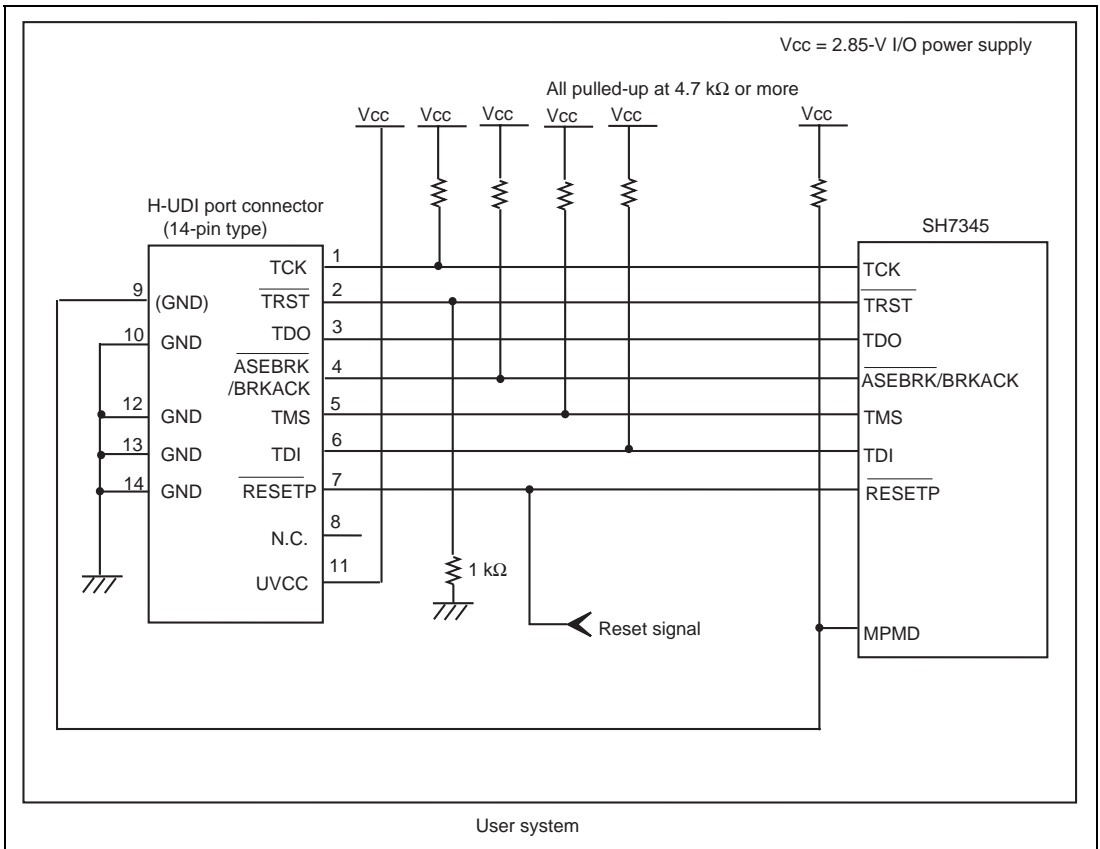 Vcc = 2.85-V I/O power supply
All pulled-up at 4.7 kΩ or more
Vcc Vcc Vcc Vcc Vcc Vcc
H-UDI port connector
(14-pin type)
SH7345
TCK 1 TCK
9 (GND) TRST 2 TRST
10 GND TDO 3 TDO
ASEBRK
/BRKACK 4 ASEBRK/BRKACK
12 GND TMS 5 TMS
13 GND TDI 6 TDI
14 GND RESETP 7 RESETP
N.C. 8
UVCC 11
1 kΩ
Reset signal
MPMD
User system